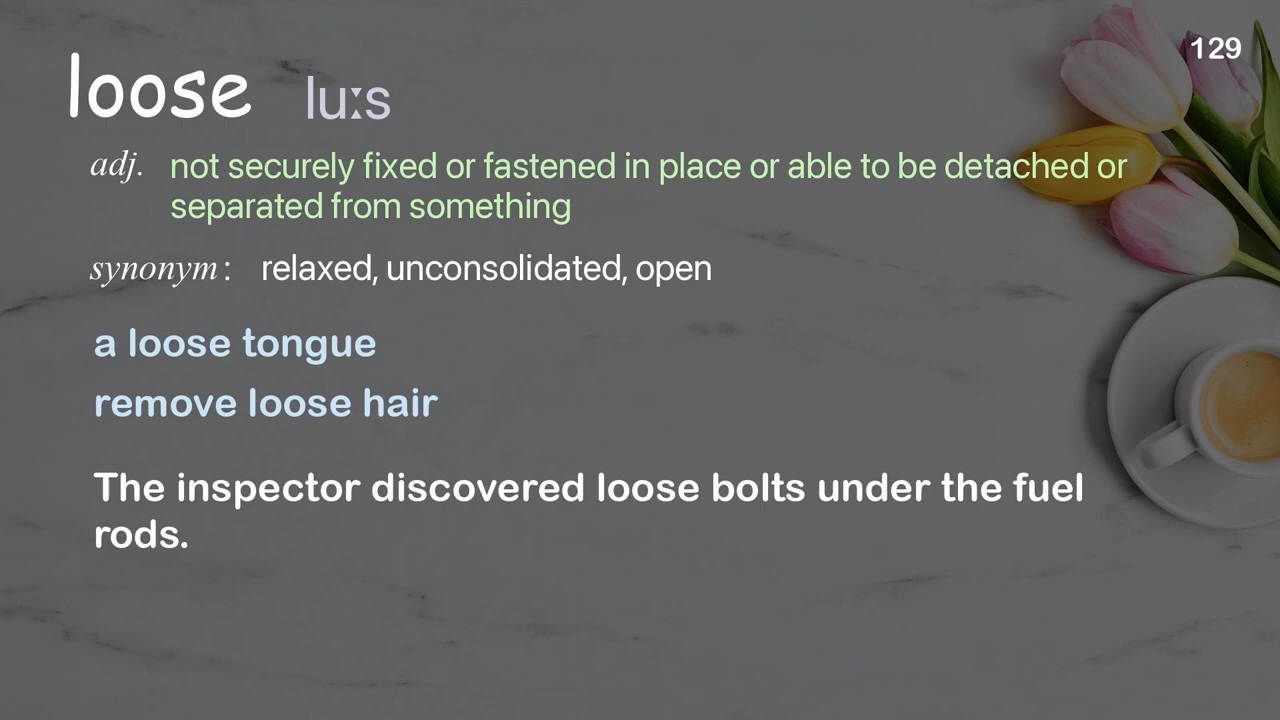 129
loose luːs
adj. not securely fixed or fastened in place or able to be detached or
separated from something
synonym : relaxed, unconsolidated, open
a loose tongue
remove loose hair
The inspector discovered loose bolts under the fuel
rods.